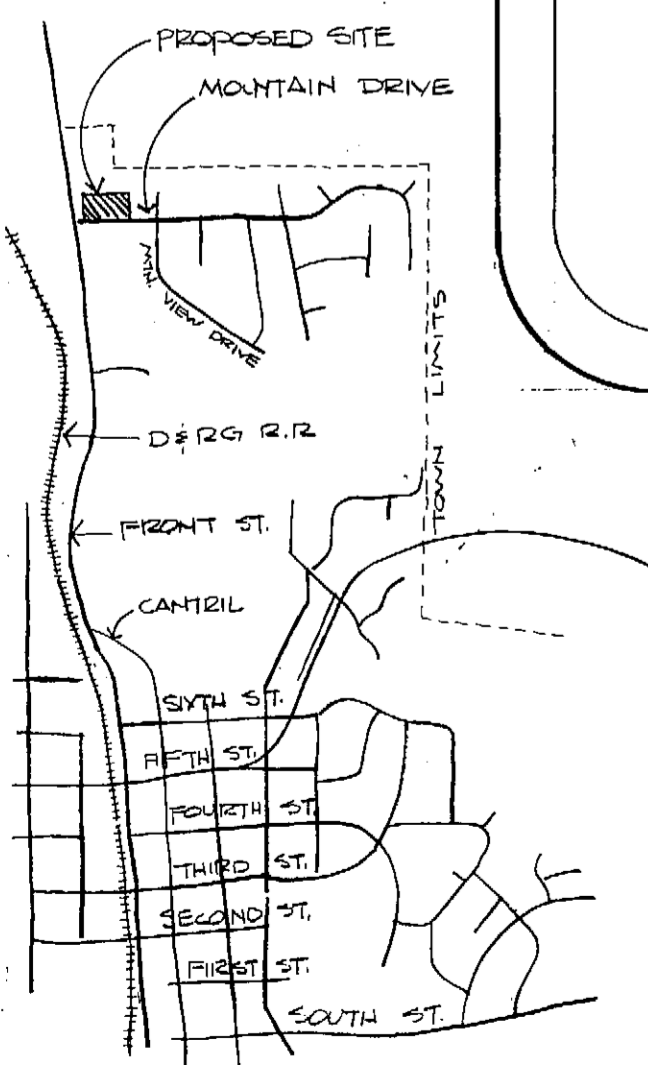 PROPOSED SITE
MOUNTAIN DRIVE
MTN.
VIEW DRIVE
TOWN LIMITS
D & RG R.R
FRONT ST.
CANTRIL
SIXTH ST.
FIFTH ST.
FOURTH ST.
THIRD ST.
SECOND ST.
FIRST ST.
SOUTH ST.